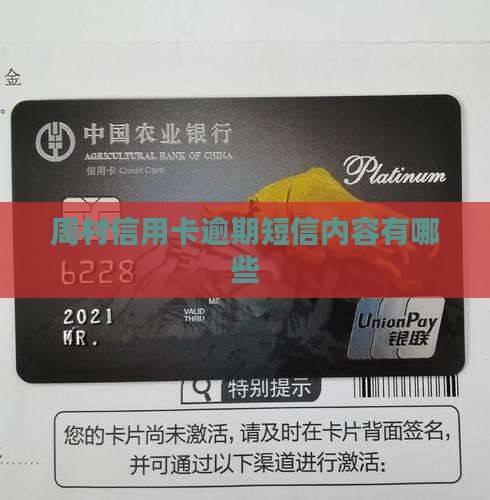 金
中国农业银行
AGRICULTURAL BANK OF CHINA
信用卡 Credit Card
Platinum
周村信用卡逾期短信内容有哪
些
6228
2021
VALID
THRU
MR.
UnionPay
银联
特别提示
您的卡片尚未激活，请及时在卡片背面签名，
并可通过以下渠道进行激活：